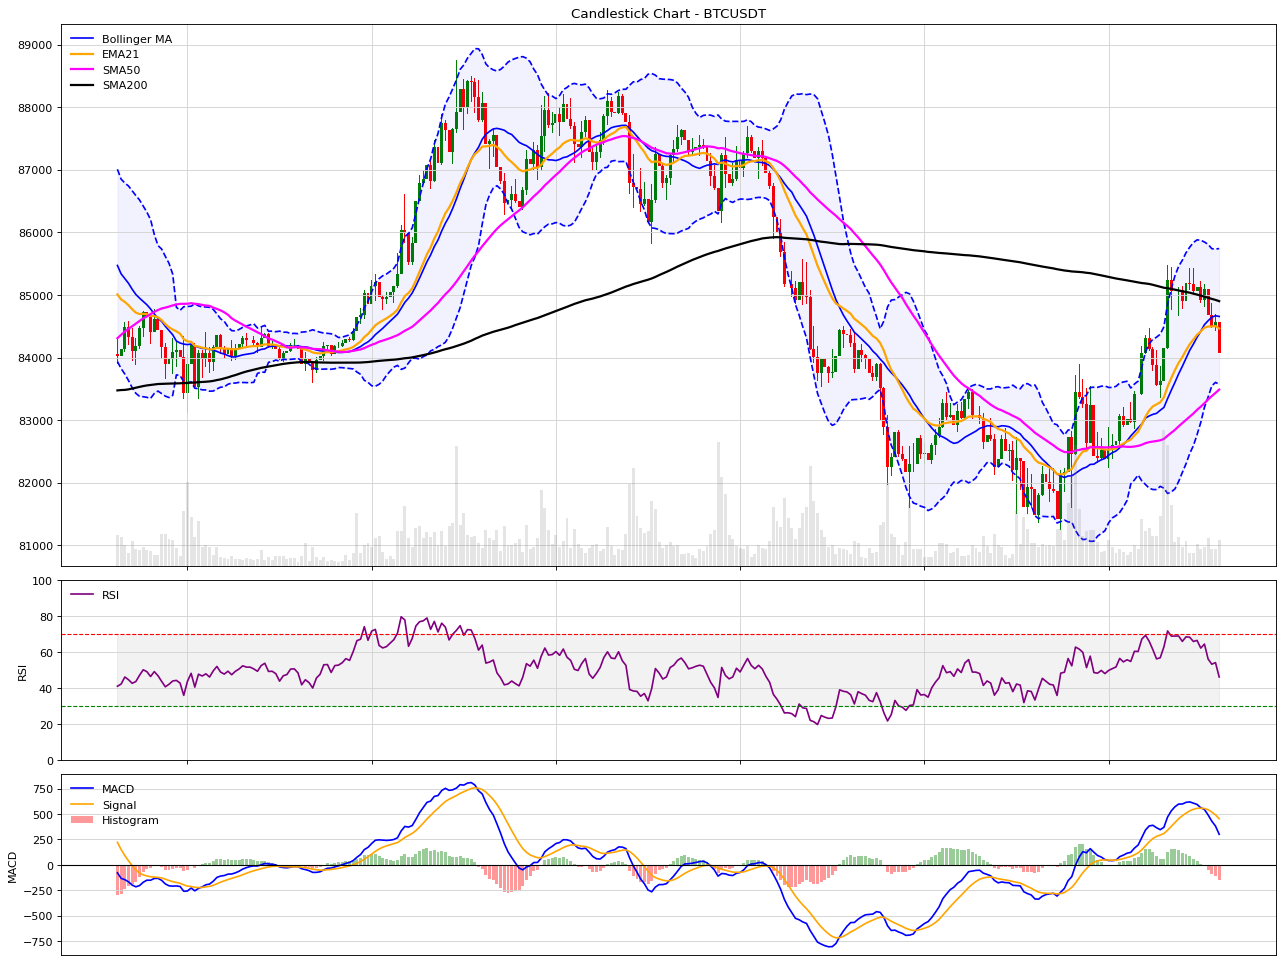 Candlestick Chart - BTCUSDT
Bollinger MA
EMA21
SMA50
SMA200
89000
88000
87000
86000
85000
84000
83000
82000
81000
RSI
RSI
100
80
60
40
20
0
MACD
Signal
Histogram
MACD
750
500
250
0
−250
−500
−750